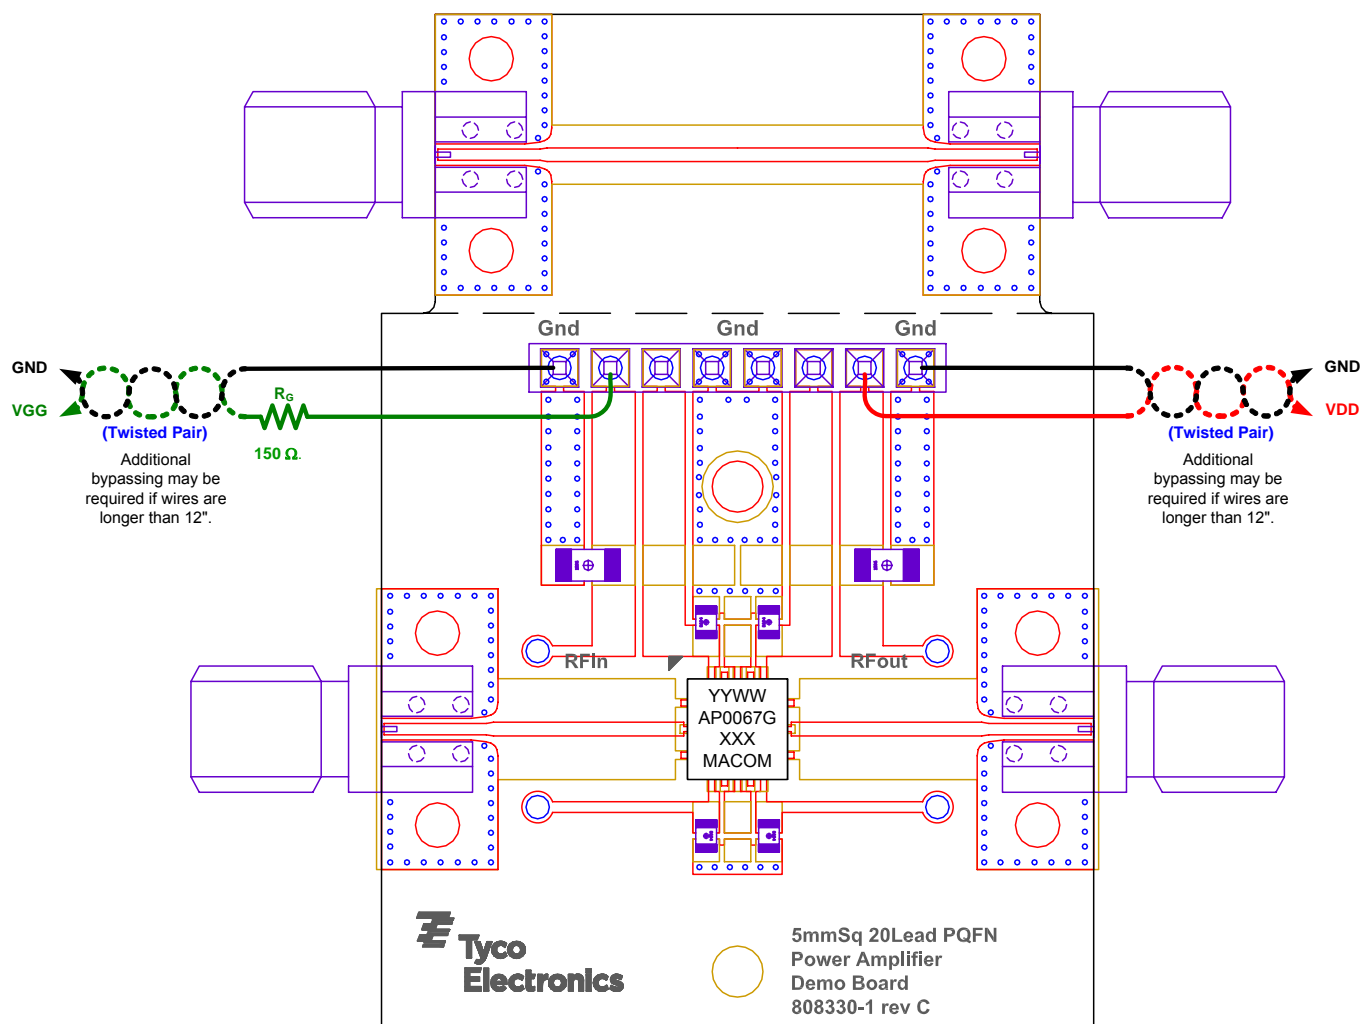 Gnd
Gnd
Gnd
GND
VGG
RG
150 Ω.
(Twisted Pair)
Additional
bypassing may be
required if wires are
longer than 12".
GND
VDD
(Twisted Pair)
Additional
bypassing may be
required if wires are
longer than 12".
RFin
RFout
YYWW
AP0067G
XXX
MACOM
Tyco
Electronics
5mmSq 20Lead PQFN
Power Amplifier
Demo Board
808330-1 rev C